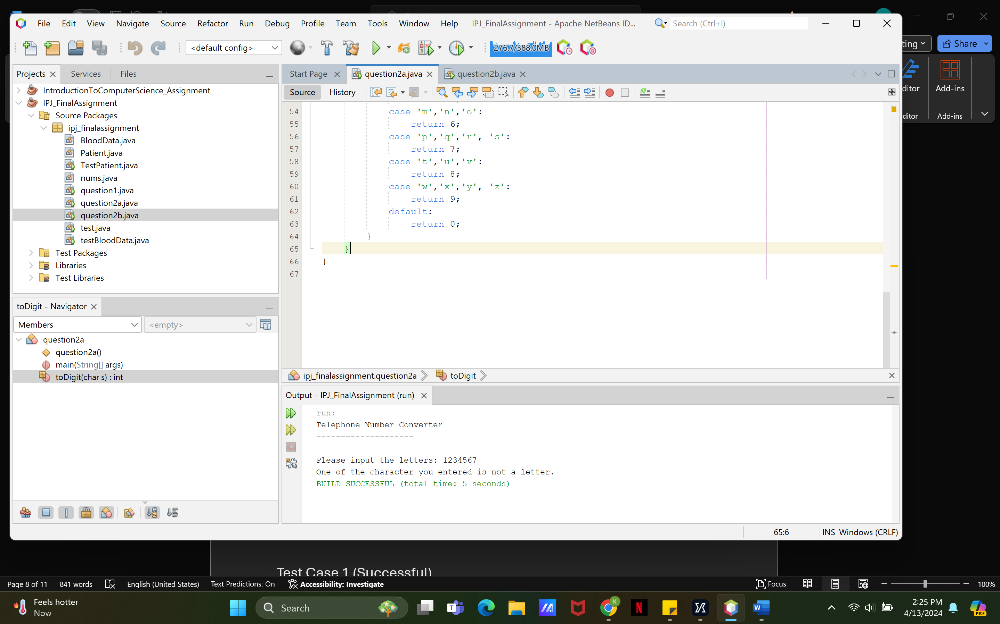 File Edit View Navigate Source Refactor Run Debug Profile Team Tools Window Help IPJ_FinalAssignment - Apache NetBeans ID... Search (Ctrl+I)
<default config> 276.7/388.0MB
ting Share
Projects Services Files
Start Page question2a.java question2b.java
Source History
ditor Add-ins
ditor Add-ins
IntroductionToComputerScience_Assignment
IPJ_FinalAssignment
Source Packages
ipj_finalassignment
BloodData.java
Patient.java
TestPatient.java
nums.java
question1.java
question2a.java
question2b.java
test.java
testBloodData.java
Test Packages
Libraries
Test Libraries
54 case 'm','n','o':
55 return 6;
56 case 'p','q','r', 's':
57 return 7;
58 case 't','u','v':
59 return 8;
60 case 'w','x','y', 'z':
61 return 9;
62 default:
63 return 0;
64 }
65 }
66 }
67
toDigit - Navigator
Members <empty>
question2a
question2a()
main(String[] args)
toDigit(char s) : int
ipj_finalassignment.question2a toDigit
Output - IPJ_FinalAssignment (run)
run:
Telephone Number Converter
--------------------
Please input the letters: 1234567
One of the character you entered is not a letter.
BUILD SUCCESSFUL (total time: 5 seconds)
65:6 INS Windows (CRLF)
Test Case 1 (Successful)
Page 8 of 11 841 words English (United States) Text Predictions: On Accessibility: Investigate Focus 100%
Feels hotter
Now
Search
2:25 PM
4/13/2024
PRE